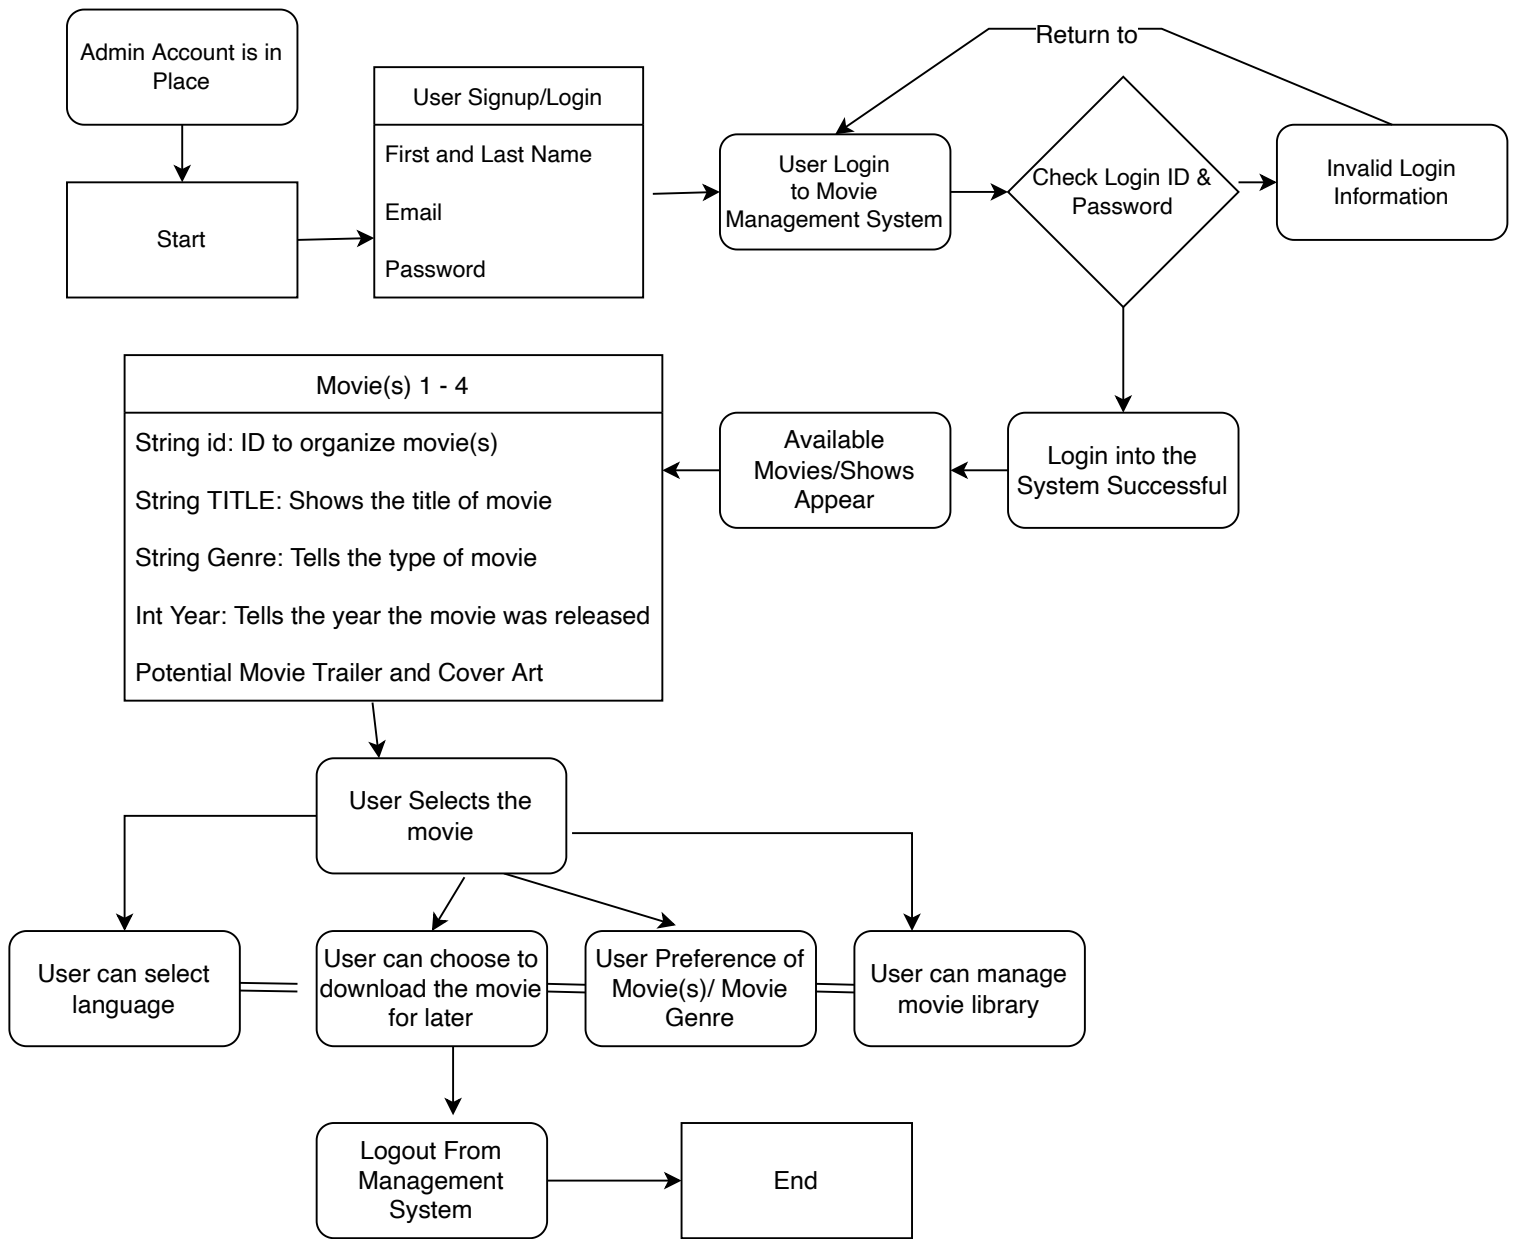 Admin Account is in
Place
Start
User Signup/Login
First and Last Name
Email
Password
User Login
to Movie
Management System
Return to
Check Login ID &
Password
Invalid Login
Information
Login into the
System Successful
Available
Movies/Shows
Appear
Movie(s) 1 - 4
String id: ID to organize movie(s)
String TITLE: Shows the title of movie
String Genre: Tells the type of movie
Int Year: Tells the year the movie was released
Potential Movie Trailer and Cover Art
User Selects the
movie
User can select
language
User can choose to
download the movie
for later
User Preference of
Movie(s)/ Movie
Genre
User can manage
movie library
Logout From
Management
System
End